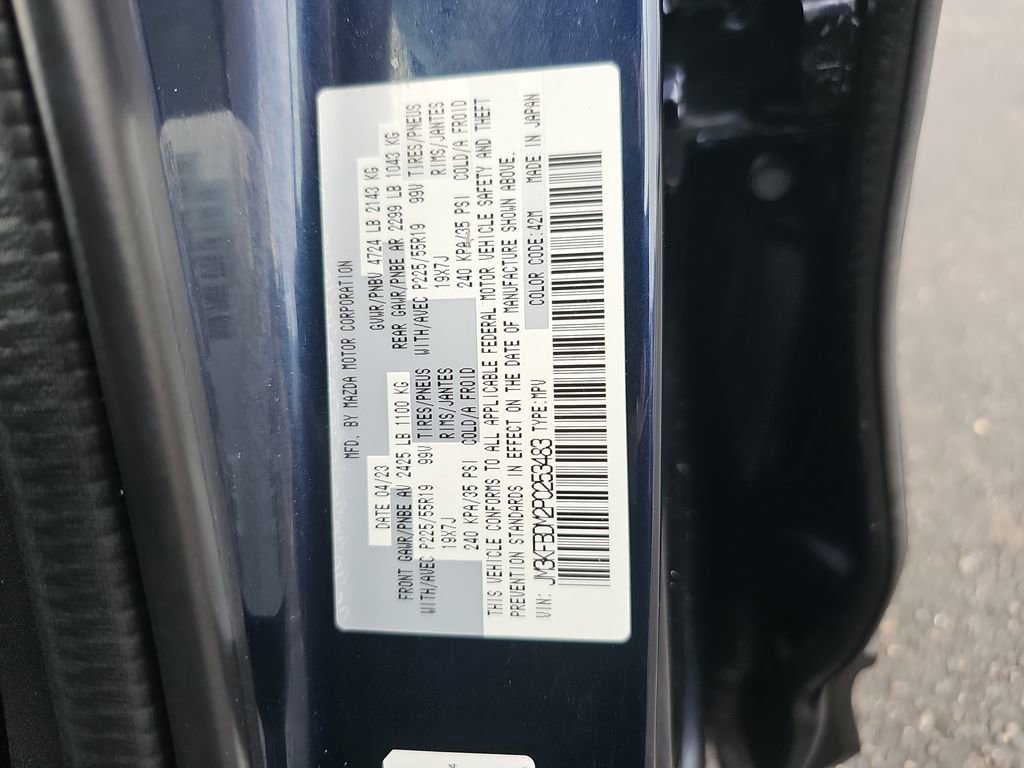 MFD. BY MAZDA MOTOR CORPORATION
DATE 04/23 GVWR/PNBV 4724 LB 2143 KG
FRONT GAWR/PNBE AV 2425 LB 1100 KG REAR GAWR/PNBE AR 2299 LB 1043 KG
WITH/AVEC P225/55R19 99V TIRES/PNEUS WITH/AVEC P225/55R19 99V TIRES/PNEUS
19X7J RIMS/JANTES 19X7J RIMS/JANTES
240 KPA/35 PSI COLD/A FROID 240 KPA/35 PSI COLD/A FROID
THIS VEHICLE CONFORMS TO ALL APPLICABLE FEDERAL MOTOR VEHICLE SAFETY AND THEFT
PREVENTION STANDARDS IN EFFECT ON THE DATE OF MANUFACTURE SHOWN ABOVE.
VIN: JM3KFBDM2P0253483 TYPE:MPV COLOR CODE:42M MADE IN JAPAN